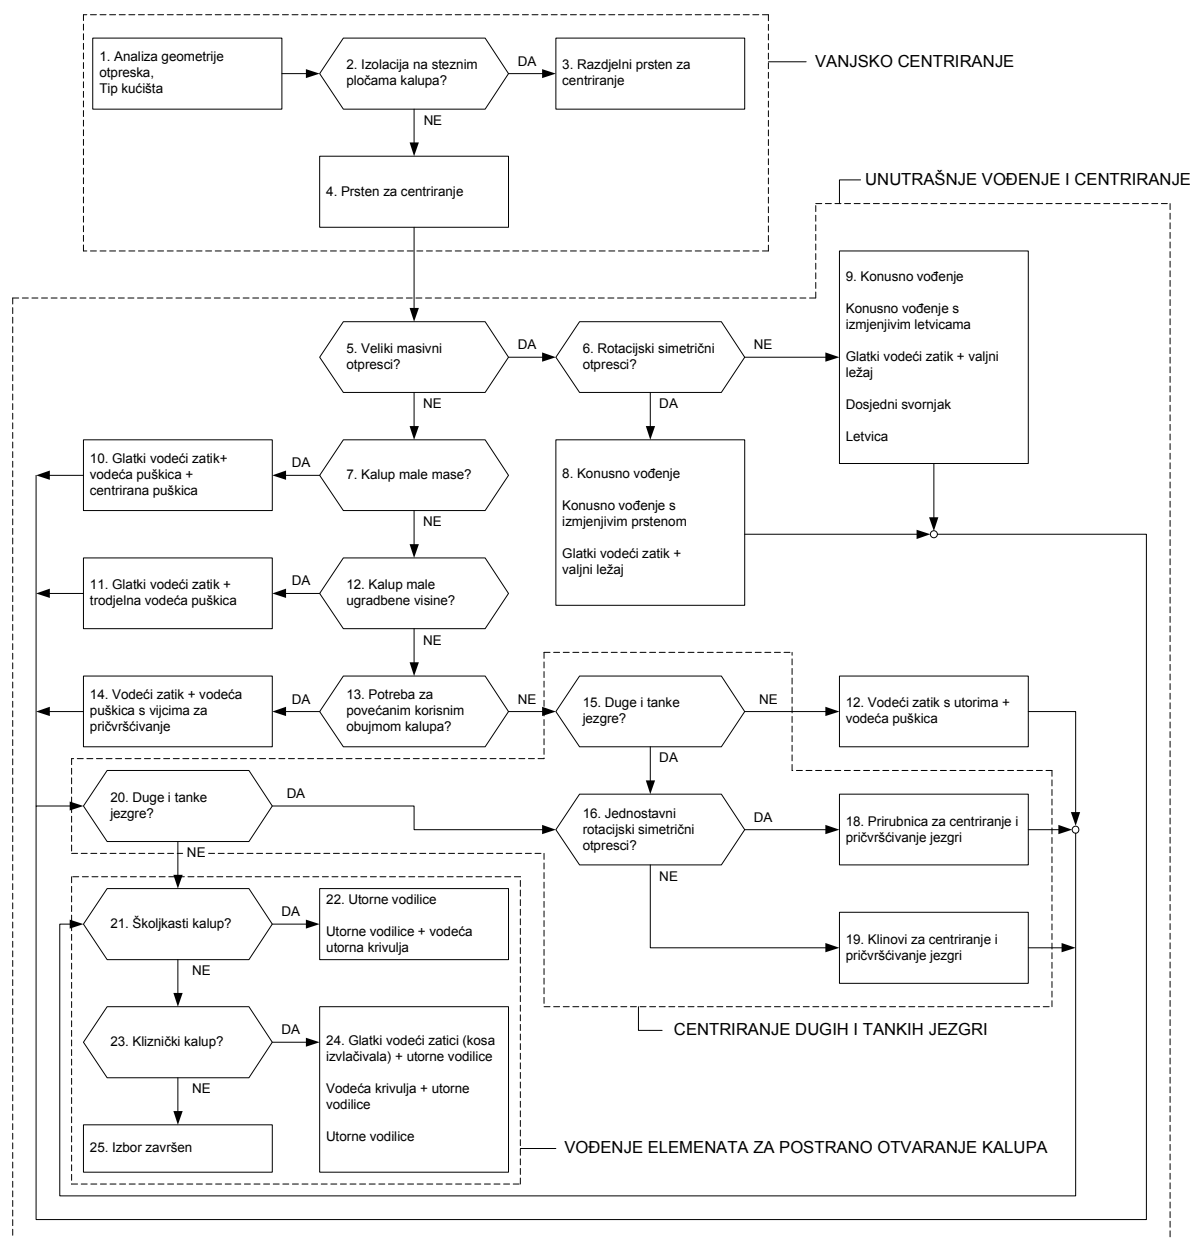 1. Analiza geometrije
otpreska,
Tip kućišta
2. Izolacija na steznim
pločama kalupa?
DA
3. Razdjelni prsten za
centriranje
VANJSKO CENTRIRANJE
NE
4. Prsten za centriranje
UNUTRAŠNJE VOĐENJE I CENTRIRANJE
5. Veliki masivni
otpresci?
DA
6. Rotacijski simetrični
otpresci?
NE
9. Konusno vođenje
Konusno vođenje s
izmjenjivim letvicama
Glatki vodeći zatik + valjni
ležaj
Dosjedni svornjak
Letvica
NE
DA
10. Glatki vodeći zatik+
vodeća puškica +
centrirana puškica
DA
7. Kalup male mase?
8. Konusno vođenje
Konusno vođenje s
izmjenjivim prstenom
Glatki vodeći zatik +
valjni ležaj
NE
11. Glatki vodeći zatik +
trodjelna vodeća puškica
DA
12. Kalup male
ugradbene visine?
NE
14. Vodeći zatik + vodeća
puškica s vijcima za
pričvršćivanje
DA
13. Potreba za
povećanim korisnim
obujmom kalupa?
NE
15. Duge i tanke
jezgre?
NE
12. Vodeći zatik s utorima +
vodeća puškica
DA
20. Duge i tanke
jezgre?
DA
16. Jednostavni
rotacijski simetrični
otpresci?
DA
18. Prirubnica za centriranje i
pričvršćivanje jezgri
NE
NE
21. Školjkasti kalup?
DA
22. Utorne vodilice
Utorne vodilice + vodeća
utorna krivulja
19. Klinovi za centriranje i
pričvršćivanje jezgri
NE
CENTRIRANJE DUGIH I TANKIH JEZGRI
23. Kliznički kalup?
DA
24. Glatki vodeći zatici (kosa
izvlačivala) + utorne vodilice
Vodeća krivulja + utorne
vodilice
Utorne vodilice
NE
25. Izbor završen
VOĐENJE ELEMENATA ZA POSTRANO OTVARANJE KALUPA